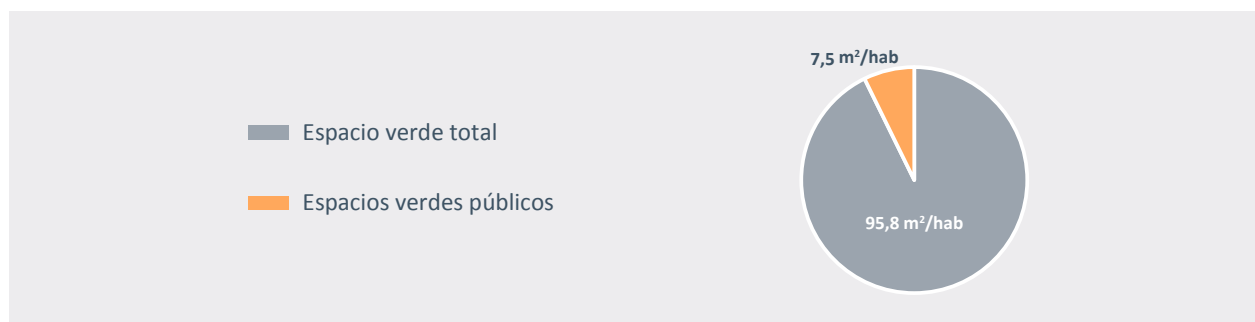 7,5 m²/hab
Espacio verde total
Espacios verdes públicos
95,8 m²/hab